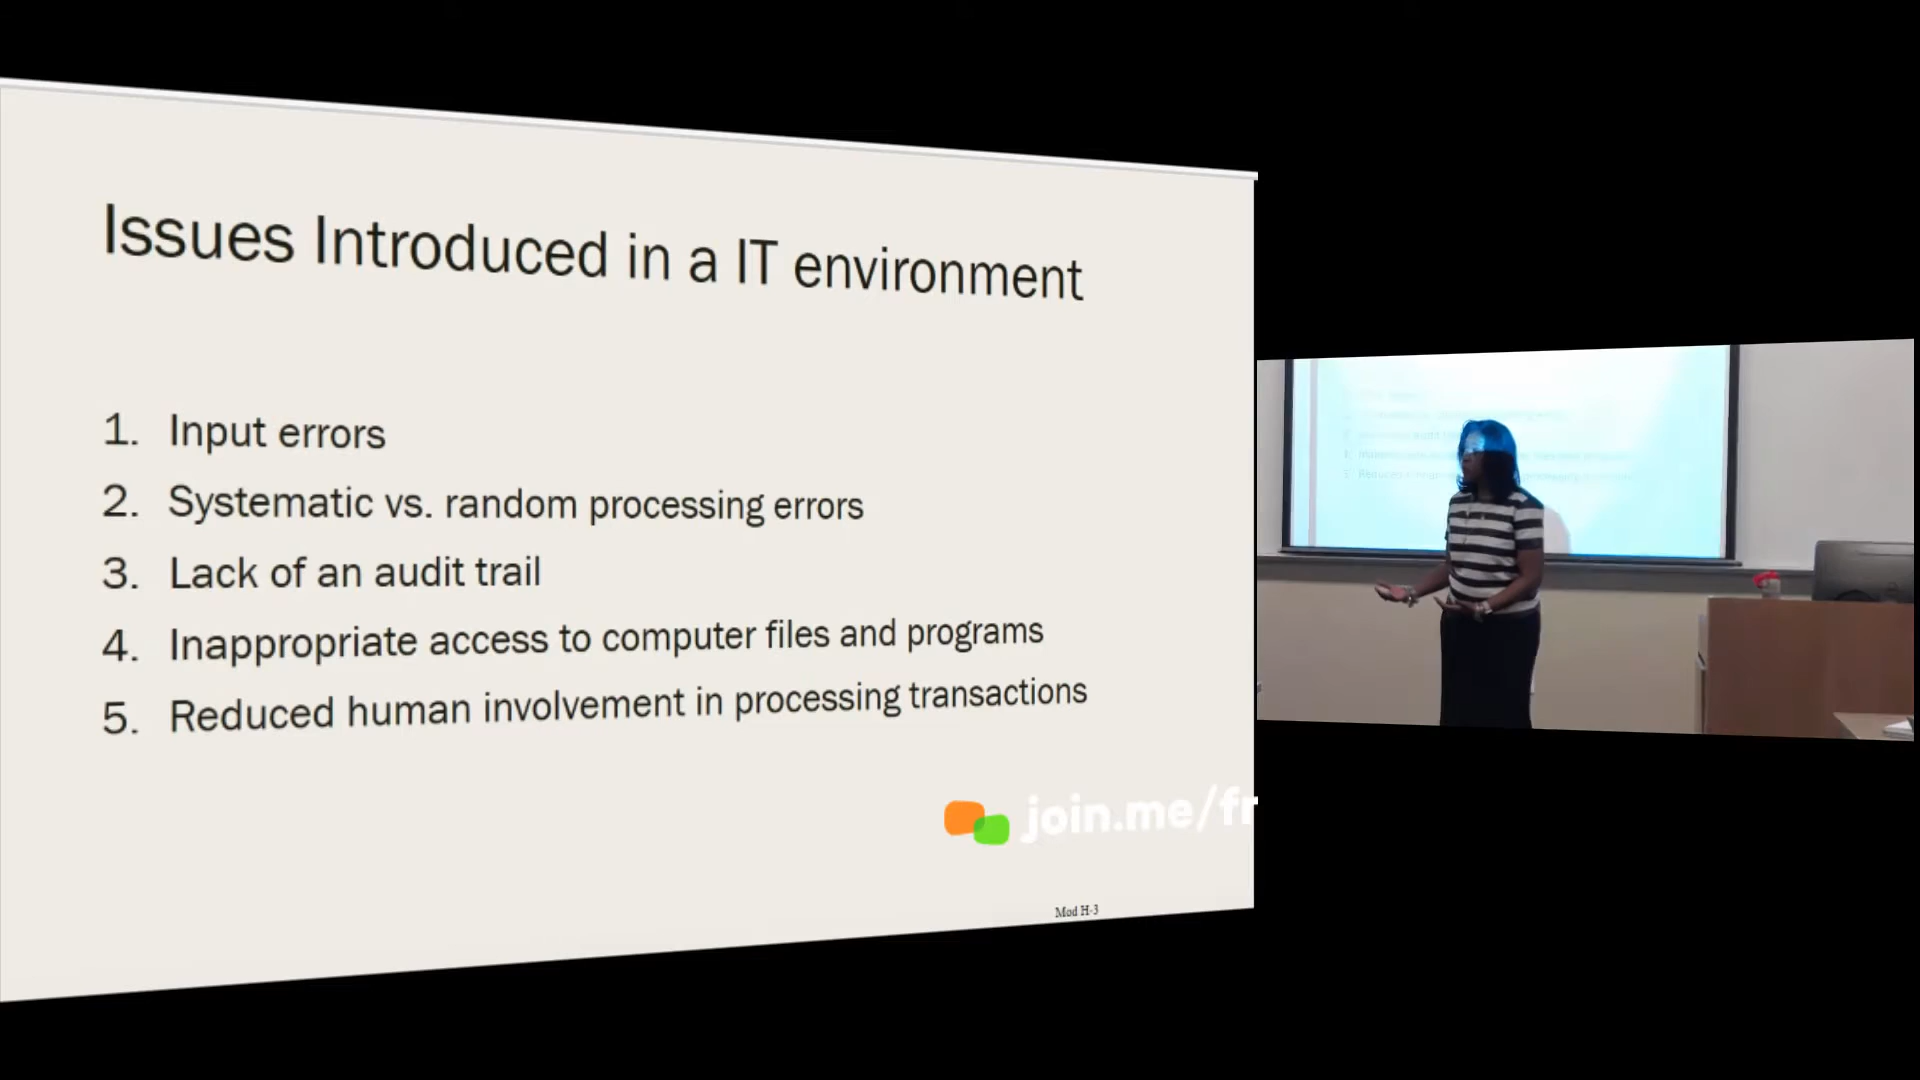 Issues Introduced in a IT environment
1. Input errors
2. Systematic vs. random processing errors
3. Lack of an audit trail
4. Inappropriate access to computer files and programs
5. Reduced human involvement in processing transactions
join.me/fr
Mod H-3